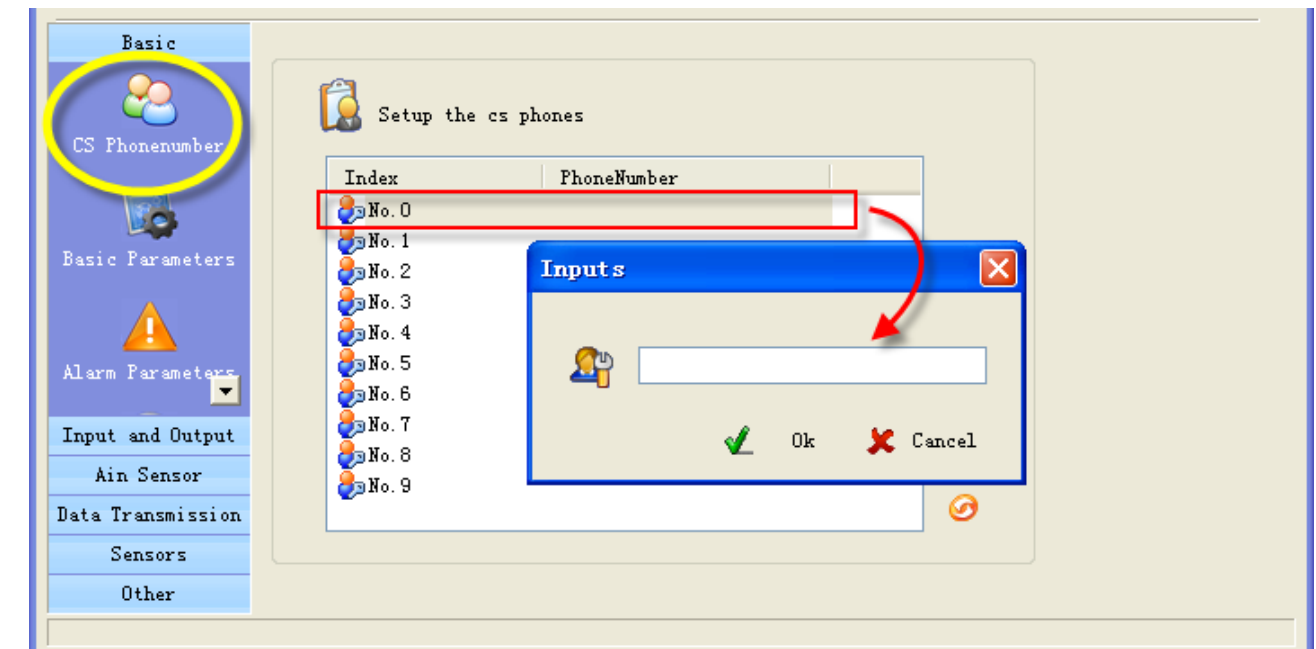 Basic
CS Phonenumber
Basic Parameters
Alarm Parameters
Input and Output
Ain Sensor
Data Transmission
Sensors
Other
Setup the cs phones
Index PhoneNumber
No.0
No.1
No.2
No.3
No.4
No.5
No.6
No.7
No.8
No.9
Inputs
Ok Cancel